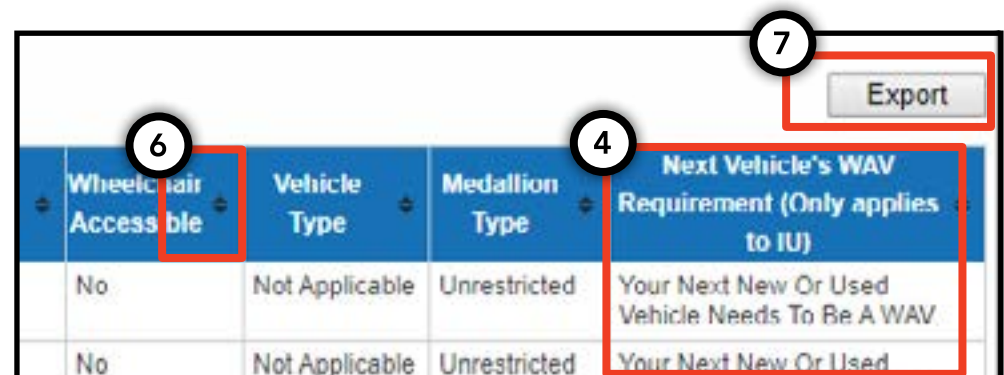 7
Export
6
4
Wheelchair
Accessible
Vehicle
Type
Medallion
Type
Next Vehicle's WAV
Requirement (Only applies
to IU)
No
Not Applicable
Unrestricted
Your Next New Or Used
Vehicle Needs To Be A WAV
No
Not Applicable
Unrestricted
Your Next New Or Used